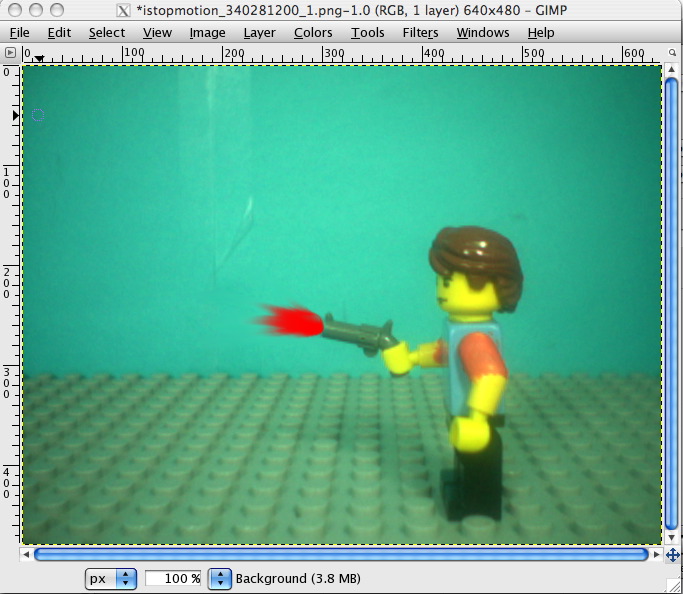 *istopmotion_340281200_1.png-1.0 (RGB, 1 layer) 640x480 – GIMP
File Edit Select View Image Layer Colors Tools Filters Windows Help
0 100 200 300 400 500 600
0
100
200
300
400
px 100 % Background (3.8 MB)